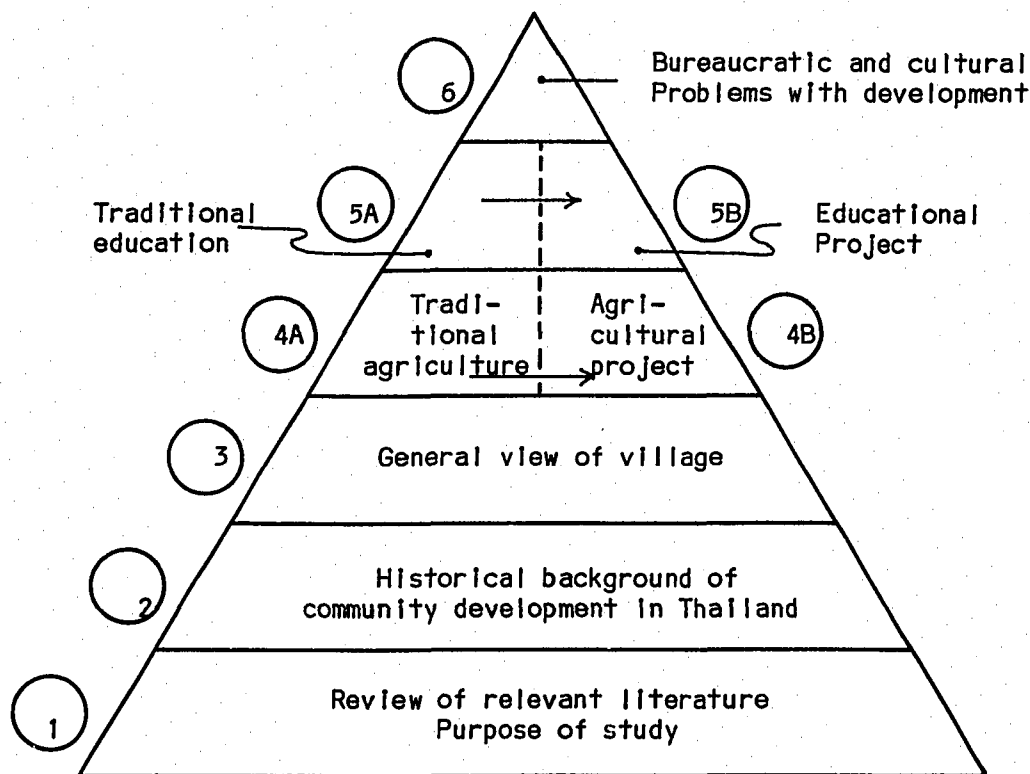 6
Bureaucratic and cultural
Problems with development
5A
5B
Traditional
education
Educational
Project
4A
Tradi-
tional
agriculture
Agri-
cultural
project
4B
3
General view of village
2
Historical background of
community development in Thailand
1
Review of relevant literature
Purpose of study